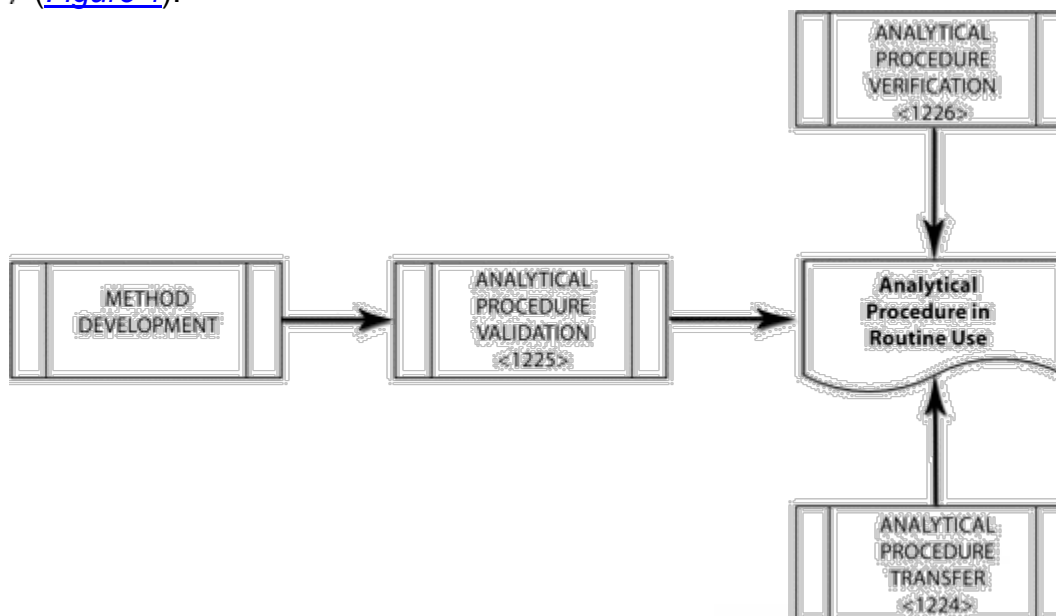 (Figure 1).
ANALYTICAL
PROCEDURE
VERIFICATION
<1226>
METHOD
DEVELOPMENT
ANALYTICAL
PROCEDURE
VALIDATION
<1225>
Analytical
Procedure in
Routine Use
ANALYTICAL
PROCEDURE
TRANSFER
<1224>